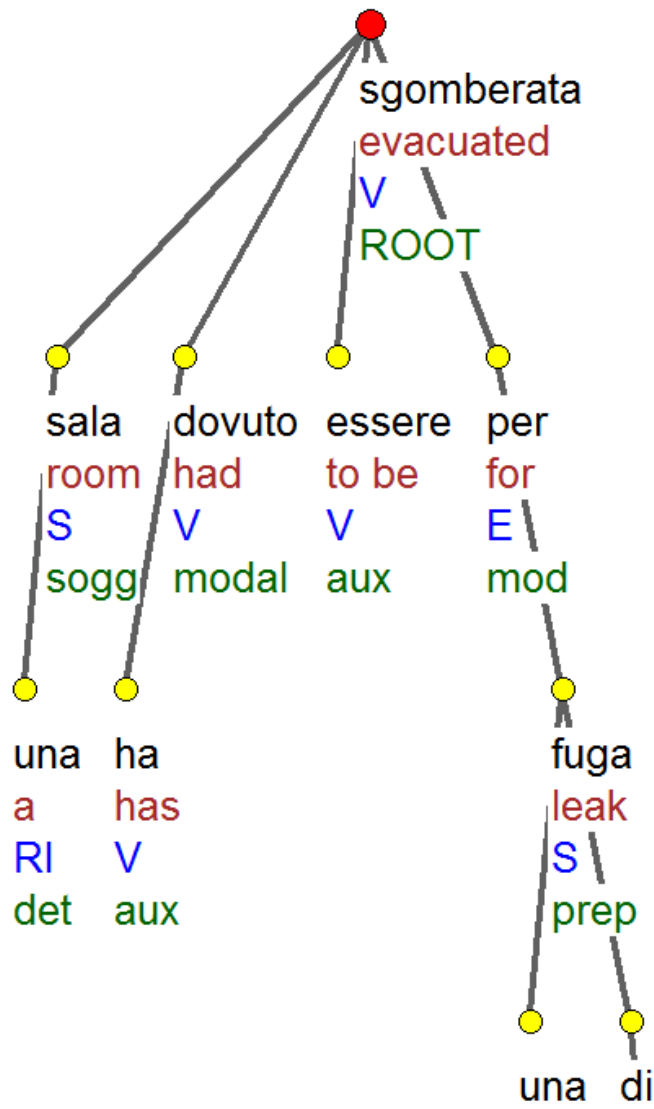 sgomberata
evacuated
V
ROOT
sala dovuto essere per
room had to be for
S V V E
sogg modal aux mod
una ha fuga
a has leak
RI V S
det aux prep
una di